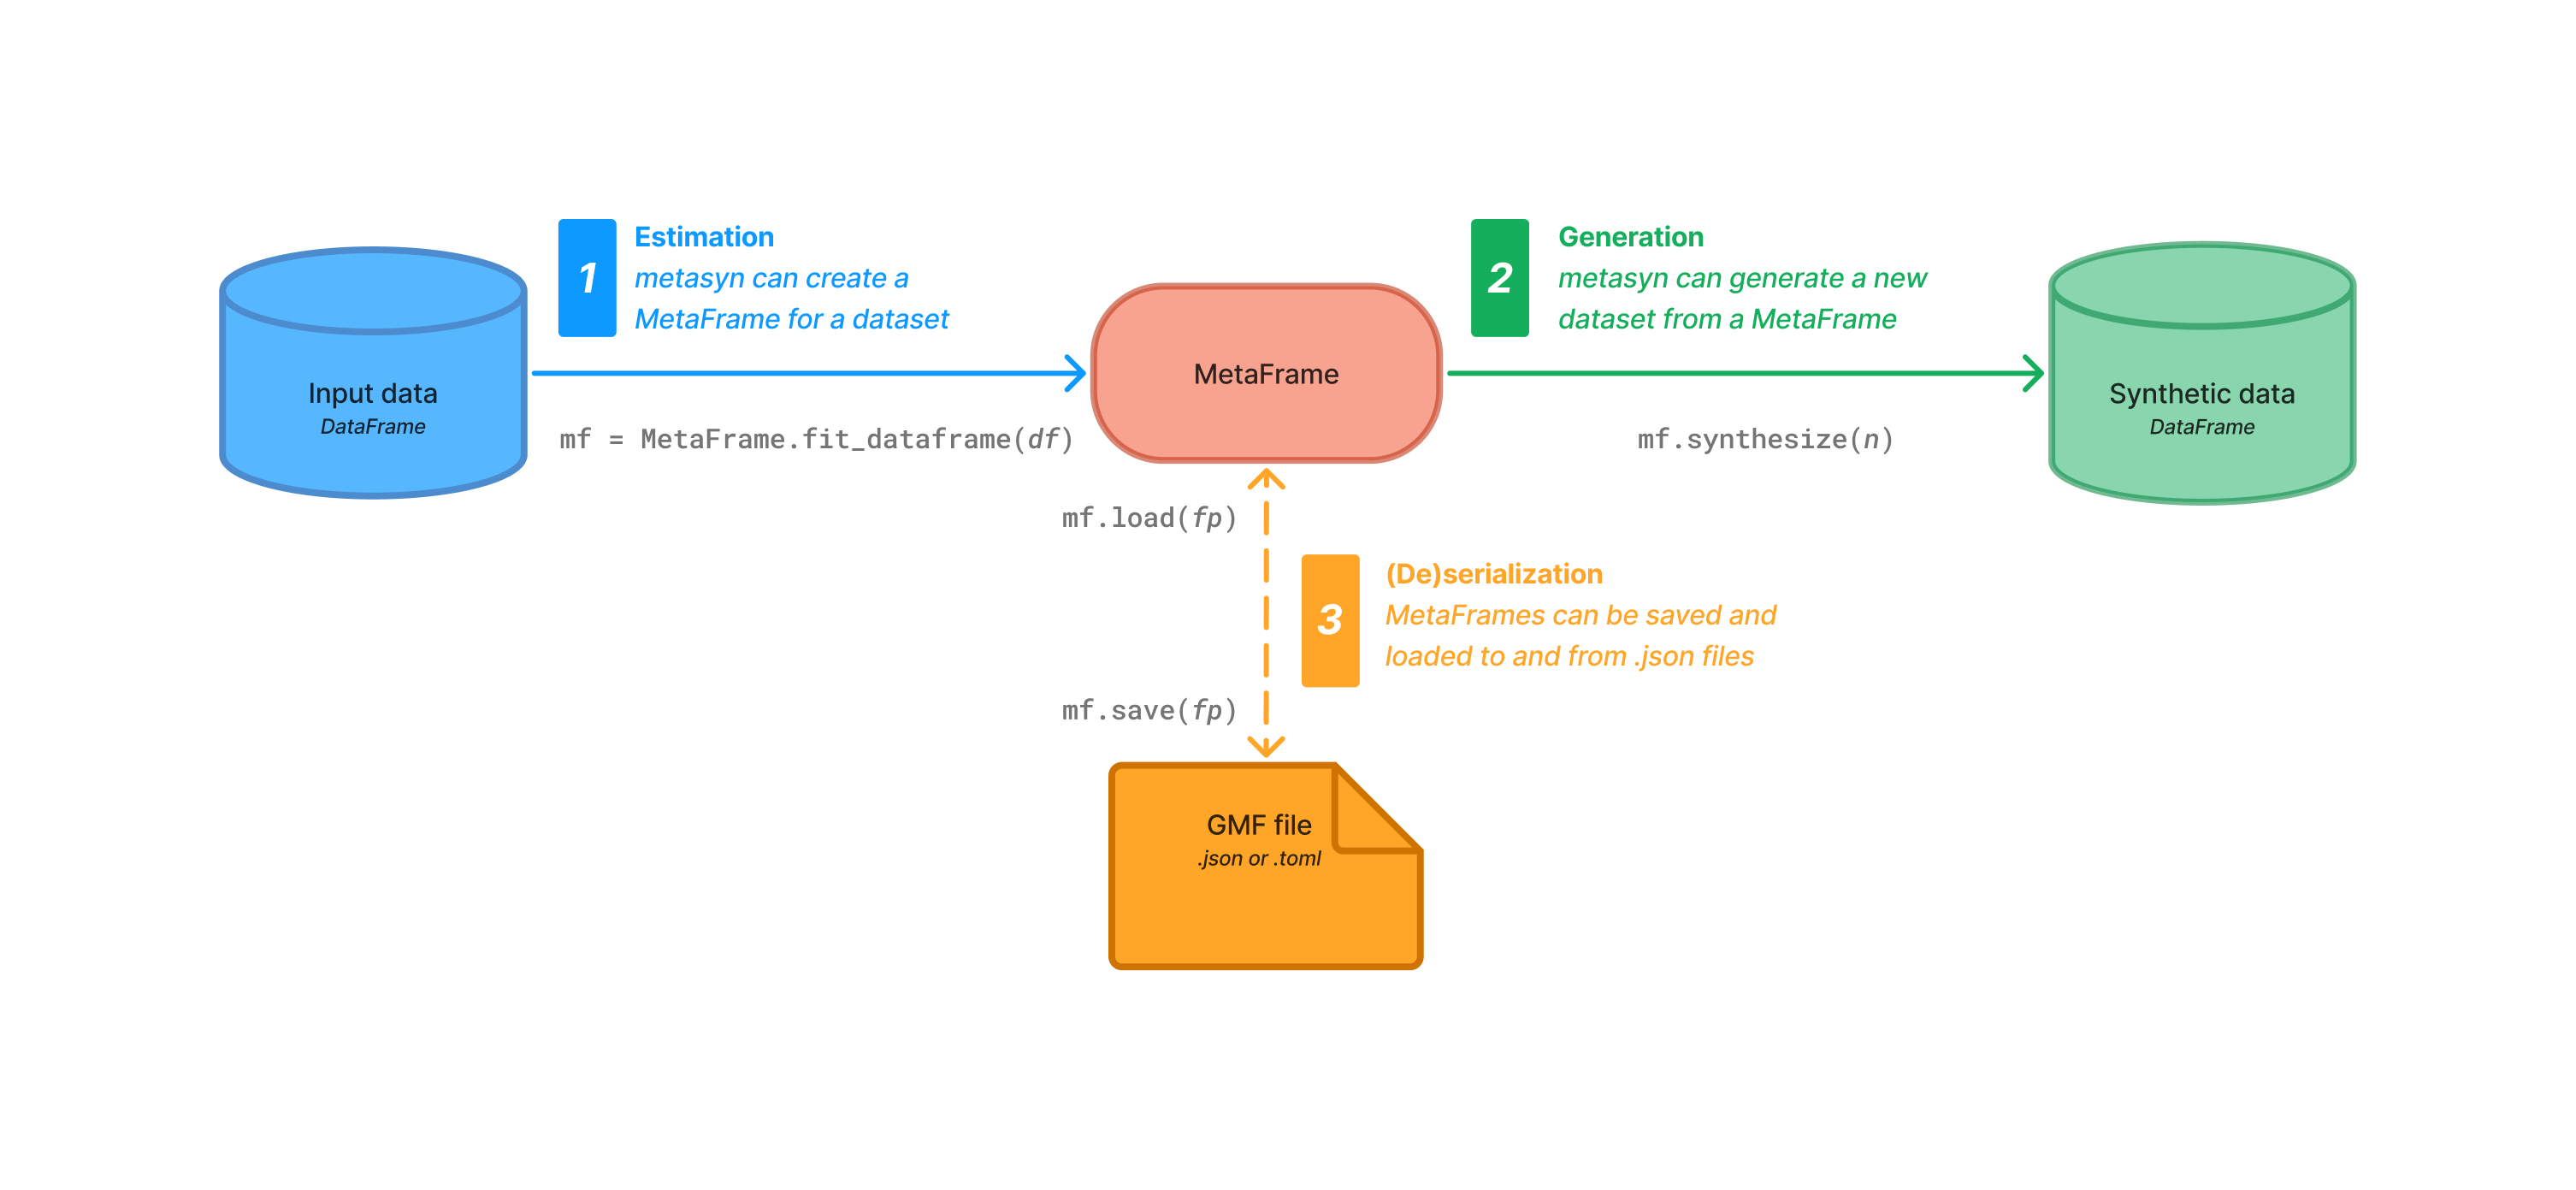 Input data
DataFrame
1
Estimation
metasyn can create a
MetaFrame for a dataset
mf = MetaFrame.fit_dataframe(df)
MetaFrame
2
Generation
metasyn can generate a new
dataset from a MetaFrame
mf.synthesize(n)
Synthetic data
DataFrame
mf.load(fp)
3
(De)serialization
MetaFrames can be saved and
loaded to and from .json files
mf.save(fp)
GMF file
.json or .toml